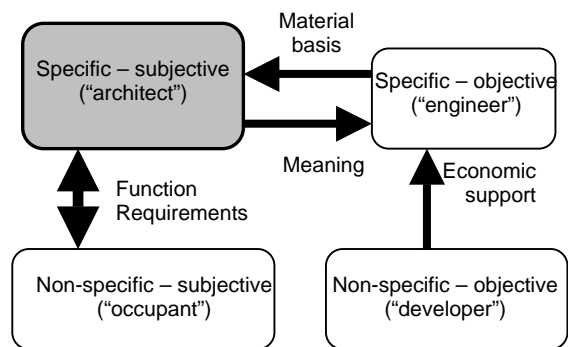 Material
basis
Specific – subjective
(“architect”)
Specific – objective
(“engineer”)
Meaning
Function
Requirements
Economic
support
Non-specific – subjective
(“occupant”)
Non-specific – objective
(“developer”)